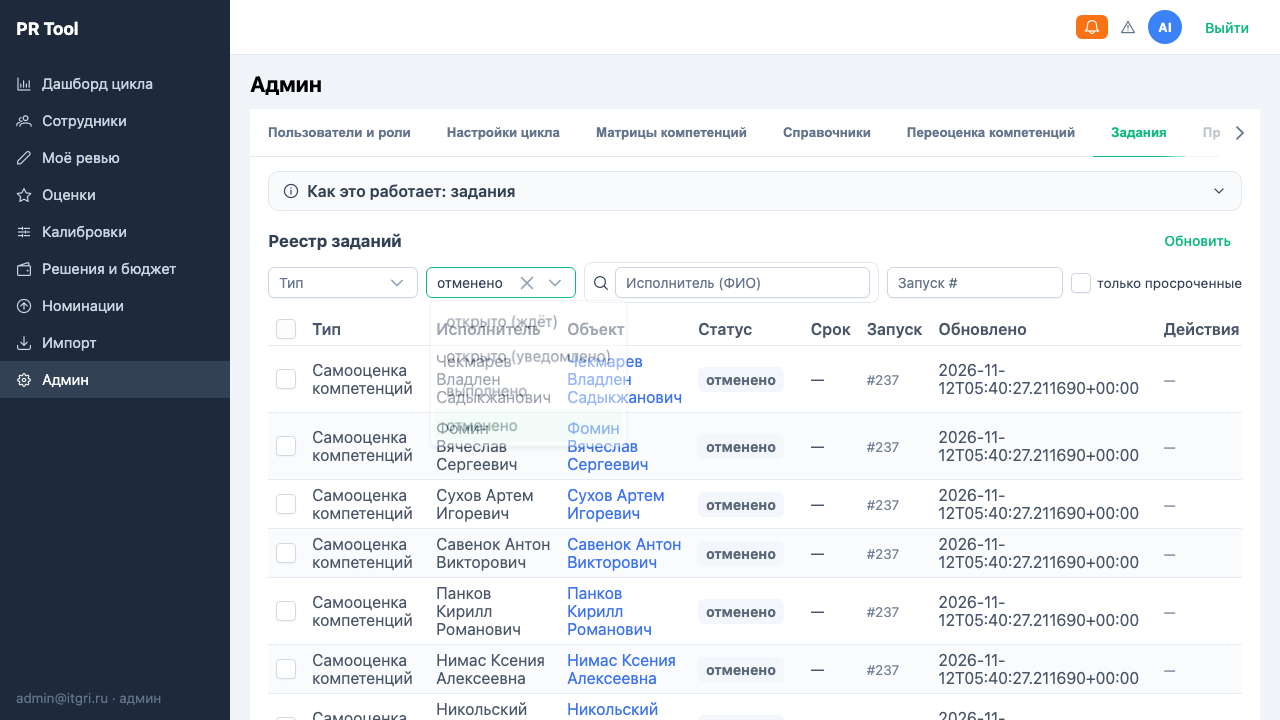 PR Tool
Дашборд цикла
Сотрудники
Моё ревью
Оценки
Калибровки
Решения и бюджет
Номинации
Импорт
Админ
admin@itgri.ru · админ
AI
Выйти
Админ
Пользователи и роли
Настройки цикла
Матрицы компетенций
Справочники
Переоценка компетенций
Задания
Пр
Как это работает: задания
Реестр заданий
Обновить
Тип
отменено
Исполнитель (ФИО)
Запуск #
только просроченные
открыто (ждёт)
открыто (уведомлено)
выполнено
отменено
Тип Исполнитель Объект Статус Срок Запуск Обновлено Действия
Самооценка компетенций
Чекмарев Владлен Садыкжанович
Чекмарев Владлен Садыкжанович
отменено — #237
2026-11-12T05:40:27.211690+00:00 —
Самооценка компетенций
Фомин Вячеслав Сергеевич
Фомин Вячеслав Сергеевич
отменено — #237
2026-11-12T05:40:27.211690+00:00 —
Самооценка компетенций
Сухов Артем Игоревич
Сухов Артем Игоревич
отменено — #237
2026-11-12T05:40:27.211690+00:00 —
Самооценка компетенций
Савенок Антон Викторович
Савенок Антон Викторович
отменено — #237
2026-11-12T05:40:27.211690+00:00 —
Самооценка компетенций
Панков Кирилл Романович
Панков Кирилл Романович
отменено — #237
2026-11-12T05:40:27.211690+00:00 —
Самооценка компетенций
Нимас Ксения Алексеевна
Нимас Ксения Алексеевна
отменено — #237
2026-11-12T05:40:27.211690+00:00 —
Самооценка
Никольский
Никольский
2026-11-